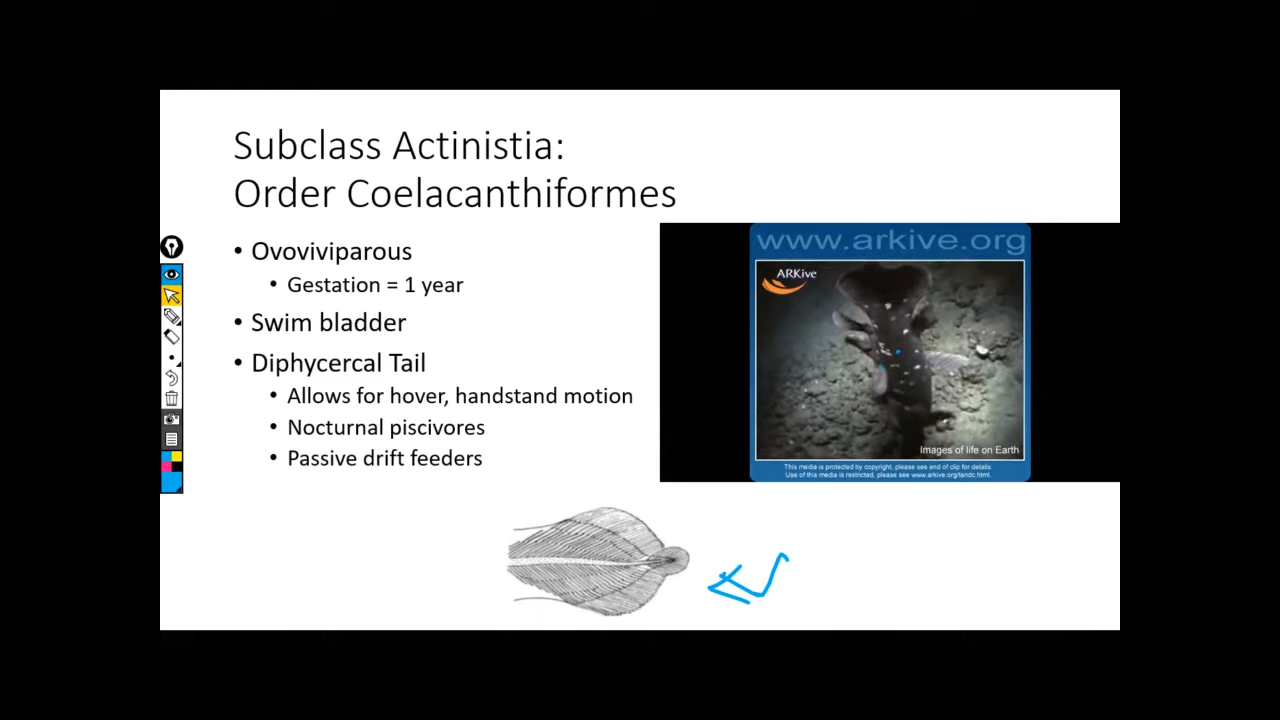 Subclass Actinistia:
Order Coelacanthiformes
• Ovoviviparous
• Gestation = 1 year
• Swim bladder
• Diphycercal Tail
• Allows for hover, handstand motion
• Nocturnal piscivores
• Passive drift feeders
www.arkive.org
ARKive
Images of life on Earth
This media is protected by copyright, please see end of clip for details.
Use of this media is restricted, please see www.arkive.org/tandc.html.